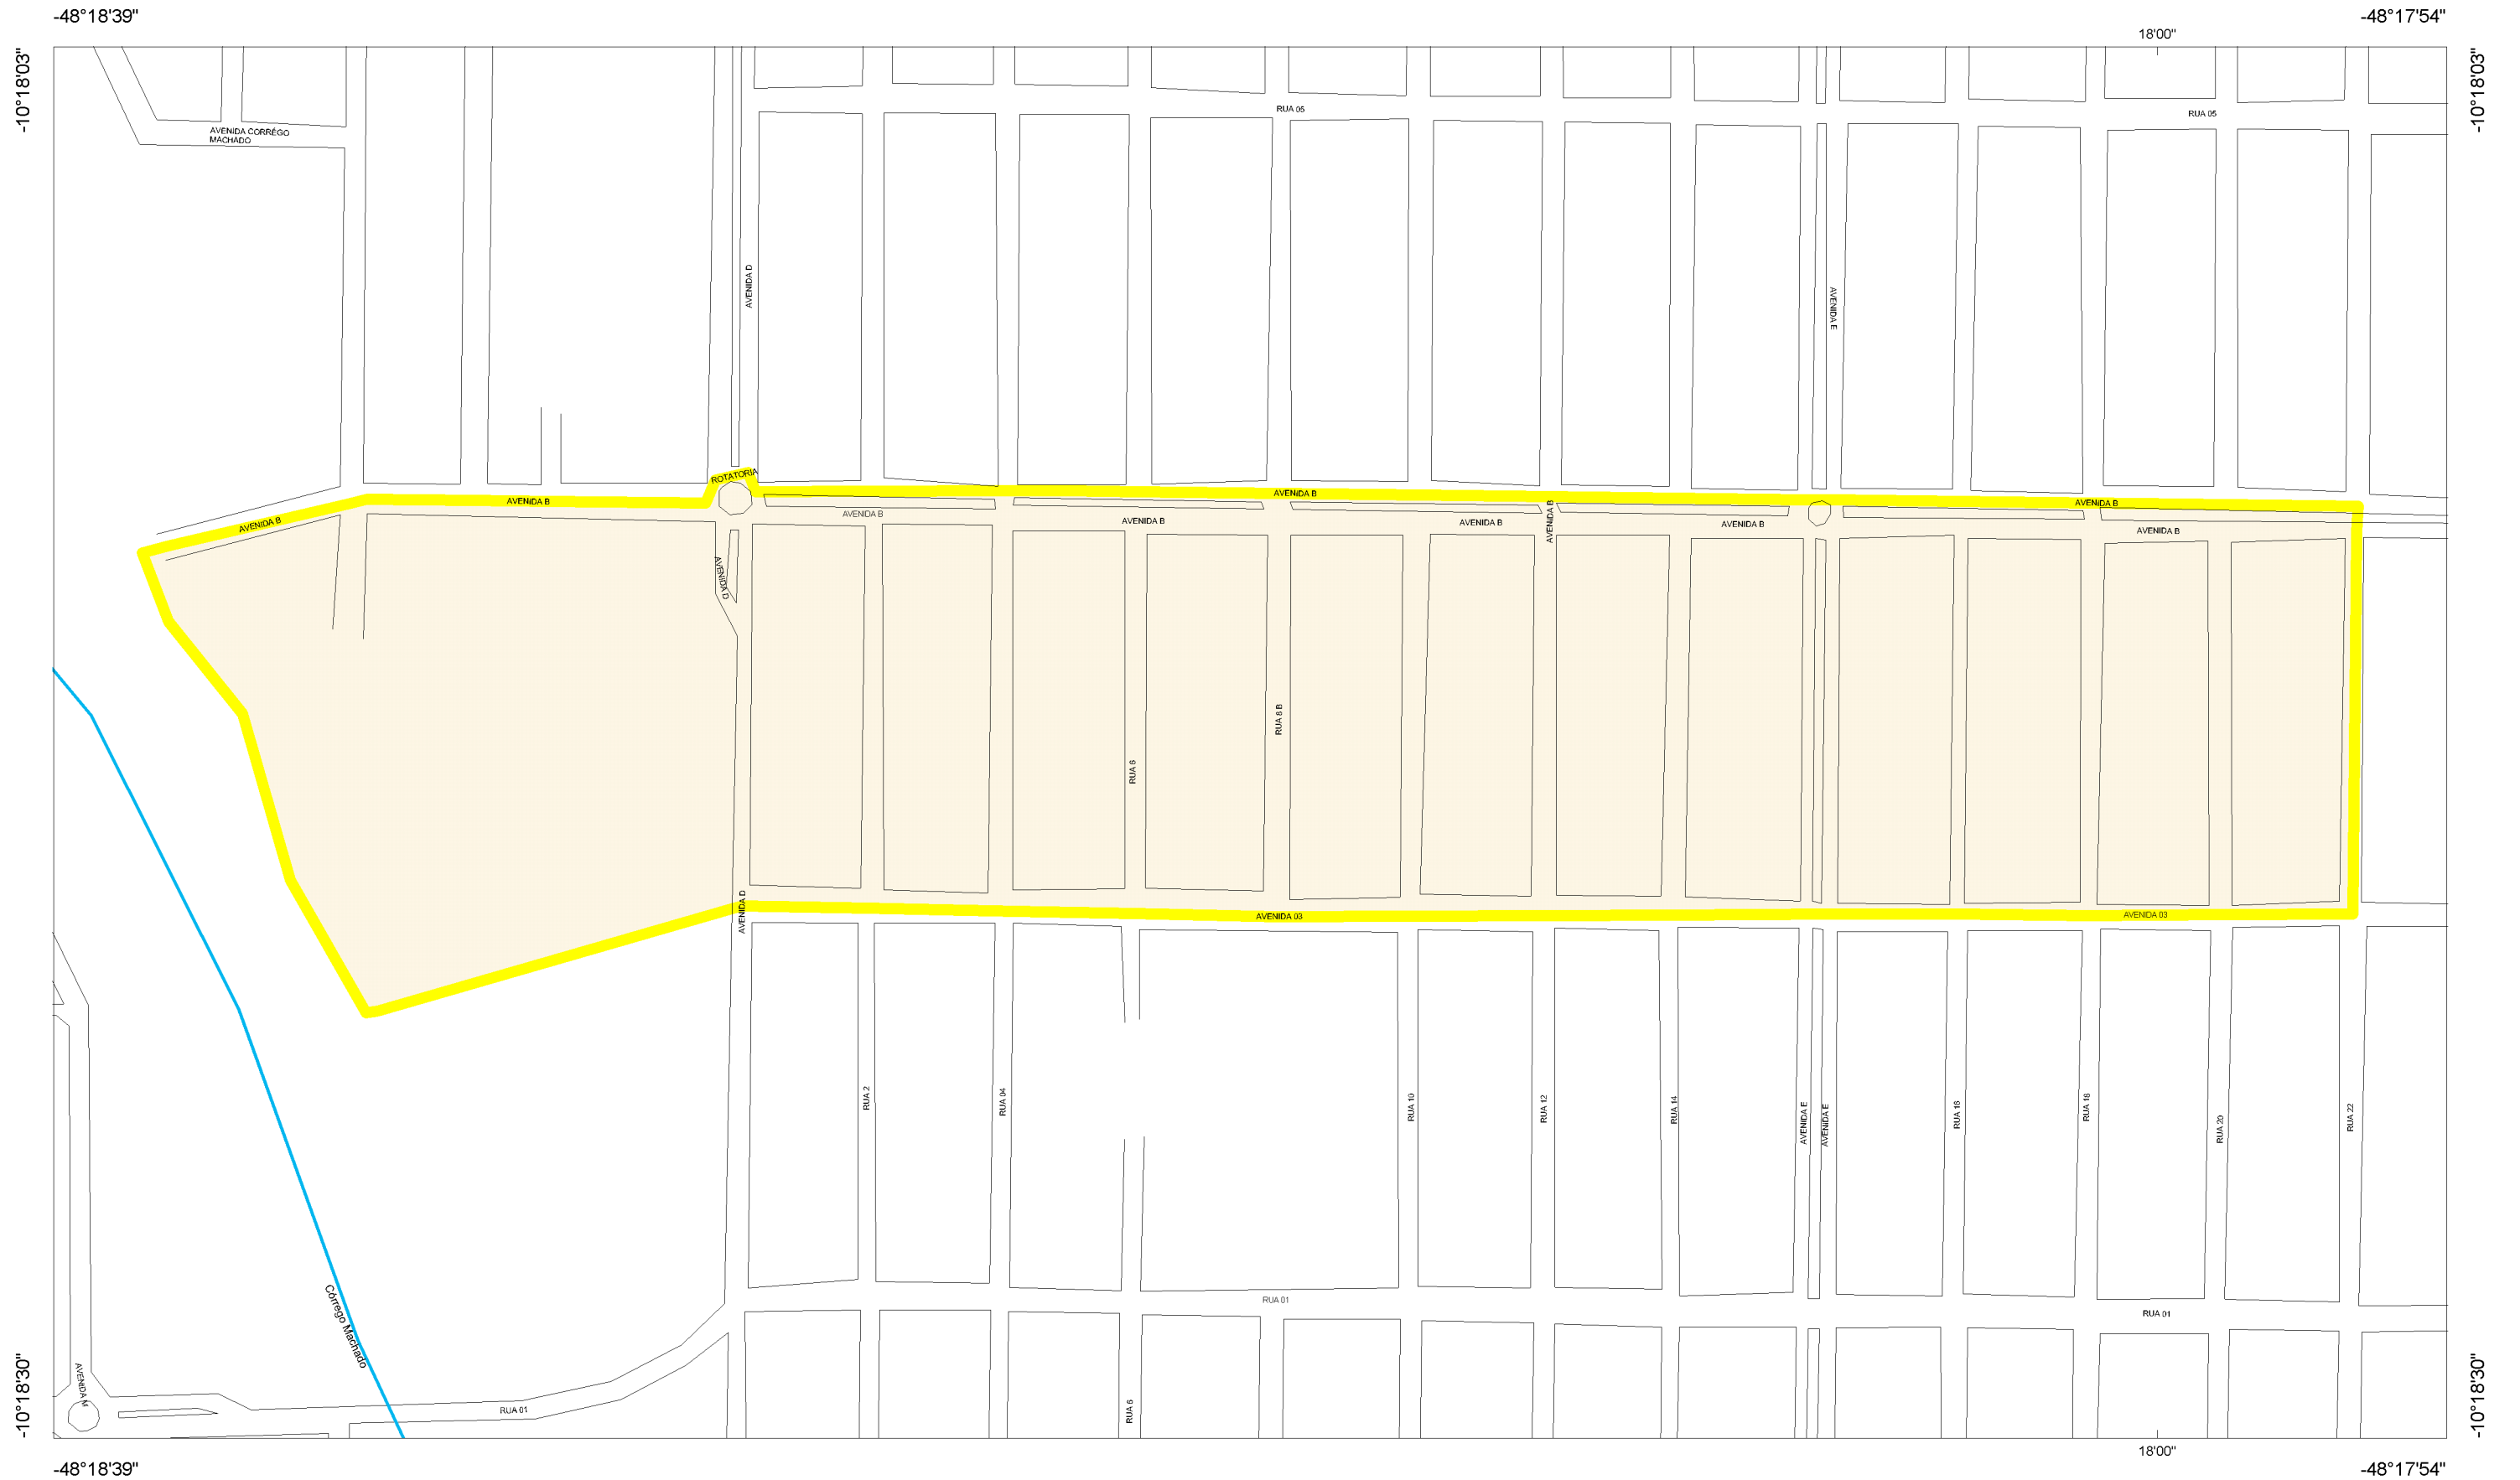 -48°18'39"
-48°17'54"
18'00"
-10°18'03"
-10°18'03"
RUA 05
RUA 05
AVENIDA CORRÉGO
MACHADO
AVENIDA D
AVENIDA E
ROTATORIA
AVENIDA B
AVENIDA B
AVENIDA B
AVENIDA B
AVENIDA B
AVENIDA B
AVENIDA B
AVENIDA B
AVENIDA B
AVENIDA B
AVENIDA B
AVENIDA D
RUA 8 B
RUA 6
AVENIDA D
AVENIDA 03
AVENIDA 03
RUA 2
RUA 04
RUA 10
RUA 12
RUA 14
AVENIDA E
AVENIDA E
RUA 16
RUA 18
RUA 20
RUA 22
RUA 01
RUA 01
Córrego Machado
AVENIDA M
RUA 01
RUA 6
-10°18'30"
-10°18'30"
18'00"
-48°18'39"
-48°17'54"